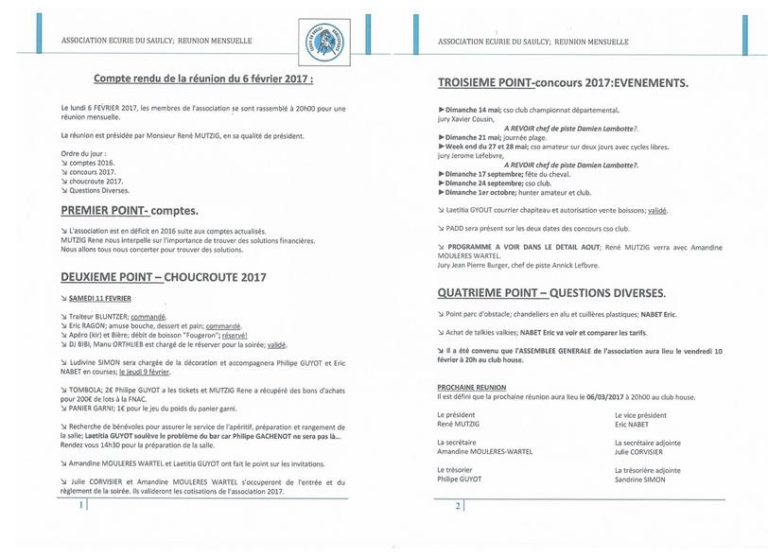 ASSOCIATION ECURIE DU SAULCY; REUNION MENSUELLE
Compte rendu de la réunion du 6 février 2017 :
Le lundi 6 FEVRIER 2017, les membres de l'association se sont rassemblé à 20h00 pour une
réunion mensuelle.
La réunion est présidée par Monsieur René MUTZIG, en sa qualité de président.
Ordre du jour :
↘ comptes 2016.
↘ concours 2017.
↘ choucroute 2017.
↘ Questions Diverses.
PREMIER POINT- comptes.
↘ L'association est en déficit en 2016 suite aux comptes actualisés.
MUTZIG Rene nous interpelle sur l'importance de trouver des solutions financières.
Nous allons tous nous concerter pour trouver des solutions.
DEUXIEME POINT – CHOUCROUTE 2017
↘ SAMEDI 11 FEVRIER
↘ Traiteur BLUNTZER; commandé.
↘ Eric RAGON; amuse bouche, dessert et pain; commandé.
↘ Apéro (kir) et Bière; débit de boisson "Fougeron"; réservé!
↘ DJ BIBI, Manu ORTHLIEB est chargé de le réserver pour la soirée; validé.
↘ Ludivine SIMON sera chargée de la décoration et accompagnera Philipe GUYOT et Eric
NABET en courses; le jeudi 9 février.
↘ TOMBOLA; 2€ Philipe GUYOT a les tickets et MUTZIG Rene a récupéré des bons d'achats
pour 200€ de lots à la FNAC.
↘ PANIER GARNI; 1€ pour le jeu du poids du panier garni.
↘ Recherche de bénévoles pour assurer le service de l'apéritif, préparation et rangement de
la salle; Laetitia GUYOT soulève le problème du bar car Philipe GACHENOT ne sera pas là...
Rendez vous 14h30 pour la préparation de la salle.
↘ Amandine MOULERES WARTEL et Laetitia GUYOT ont fait le point sur les invitations.
↘ Julie CORVISIER et Amandine MOULERES WARTEL s'occuperont de l'entrée et du
règlement de la soirée. Ils valideront les cotisations de l'association 2017.
1
ASSOCIATION ECURIE DU SAULCY; REUNION MENSUELLE
TROISIEME POINT-concours 2017:EVENEMENTS.
►Dimanche 14 mai; cso club championnat départemental.
jury Xavier Cousin,
A REVOIR chef de piste Damien Lambotte?.
►Dimanche 21 mai; journée plage.
►Week end du 27 et 28 mai; cso amateur sur deux jours avec cycles libres.
jury Jerome Lefebvre,
A REVOIR chef de piste Damien Lambotte?.
►Dimanche 17 septembre; fête du cheval.
►Dimanche 24 septembre; cso club.
►Dimanche 1er octobre; hunter amateur et club.
↘ Laetitia GYOUT courrier chapiteau et autorisation vente boissons; validé.
↘ PADD sera présent sur les deux dates des concours cso club.
↘ PROGRAMME A VOIR DANS LE DETAIL AOUT; René MUTZIG verra avec Amandine
MOULERES WARTEL.
Jury Jean Pierre Burger, chef de piste Annick Lefbvre.
QUATRIEME POINT – QUESTIONS DIVERSES.
↘ Point parc d'obstacle; chandeliers en alu et cuillères plastiques; NABET Eric.
↘ Achat de talkies valkies; NABET Eric va voir et comparer les tarifs.
↘ Il a été convenu que l'ASSEMBLEE GENERALE de l'association aura lieu le vendredi 10
février à 20h au club house.
PROCHAINE REUNION
Il est défini que la prochaine réunion aura lieu le 06/03/2017 à 20h00 au club house.
Le président
Le vice président
René MUTZIG
Eric NABET
La secrétaire
La secrétaire adjointe
Amandine MOULERES-WARTEL
Julie CORVISIER
Le trésorier
La trésorière adjointe
Philipe GUYOT
Sandrine SIMON
2